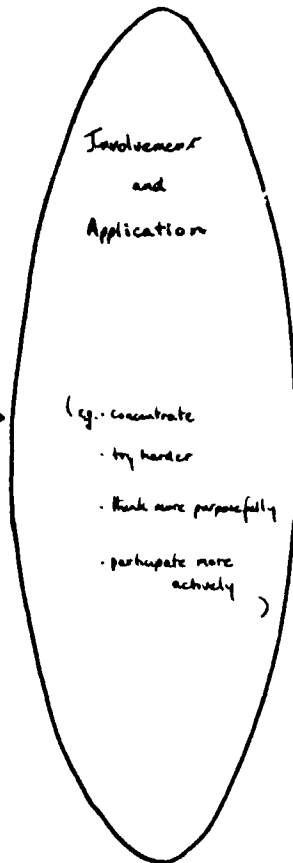 Involvement
and
Application
(eg. · concentrate
· try harder
· think more purposefully
· participate more
actively
)